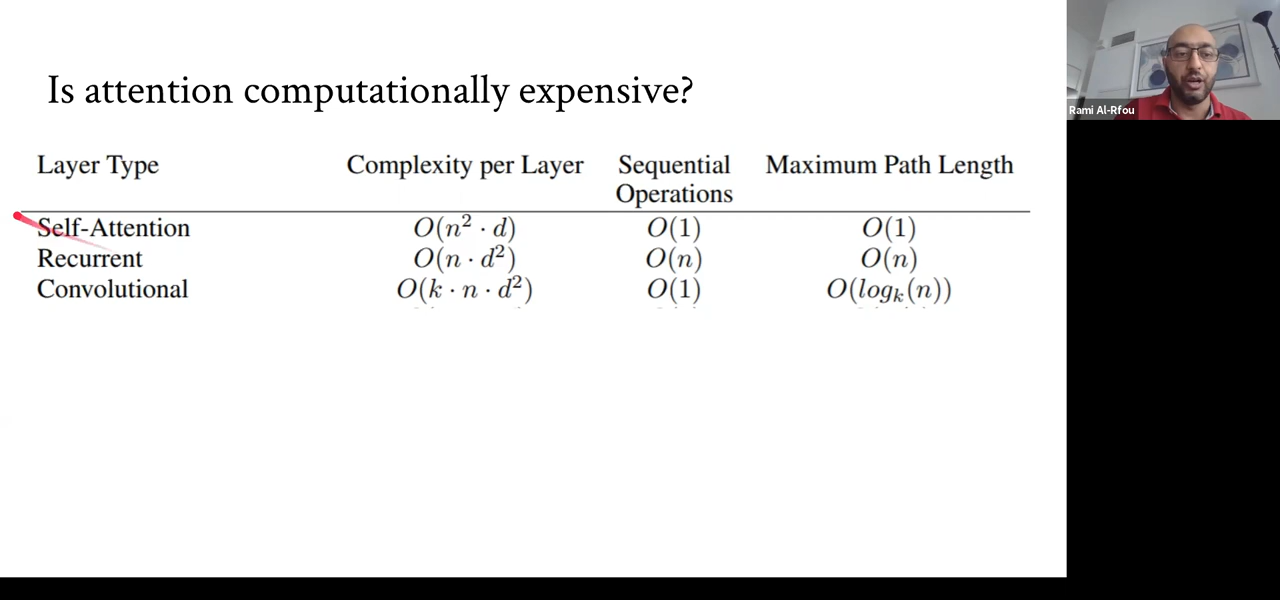 Is attention computationally expensive?
Rami Al-Rfou
Layer Type Complexity per Layer Sequential Operations Maximum Path Length
Self-Attention O(n² · d) O(1) O(1)
Recurrent O(n · d²) O(n) O(n)
Convolutional O(k · n · d²) O(1) O(logₖ(n))